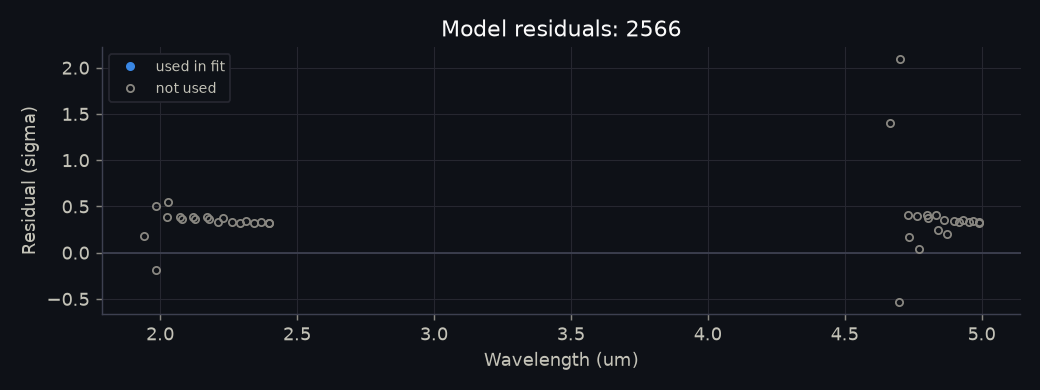 Model residuals: 2566
used in fit
not used
Residual (sigma)
2.0
1.5
1.0
0.5
0.0
−0.5
2.0 2.5 3.0 3.5 4.0 4.5 5.0
Wavelength (um)